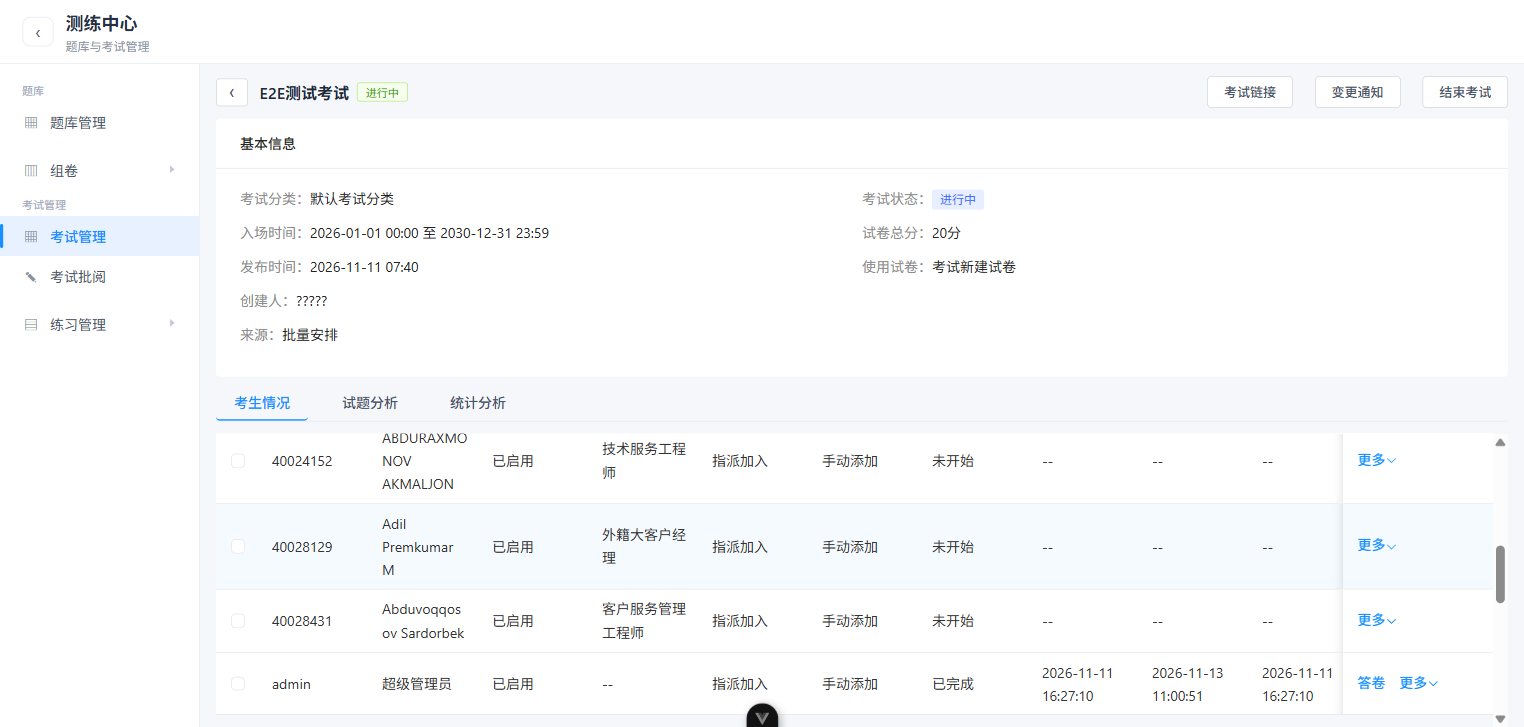 ‹
测练中心
题库与考试管理
题库
题库管理
组卷
考试管理
考试管理
考试批阅
练习管理
‹
E2E测试考试
进行中
考试链接
变更通知
结束考试
基本信息
考试分类：默认考试分类
考试状态：进行中
入场时间：2026-01-01 00:00 至 2030-12-31 23:59
试卷总分：20分
发布时间：2026-11-11 07:40
使用试卷：考试新建试卷
创建人：?????
来源：批量安排
考生情况
试题分析
统计分析
40024152
ABDURAXMO
NOV
AKMALJON
已启用
技术服务工程
师
指派加入
手动添加
未开始
--
--
--
更多
40028129
Adil
Premkumar
M
已启用
外籍大客户经
理
指派加入
手动添加
未开始
--
--
--
更多
40028431
Abduvoqqos
ov Sardorbek
已启用
客户服务管理
工程师
指派加入
手动添加
未开始
--
--
--
更多
admin
超级管理员
已启用
--
指派加入
手动添加
已完成
2026-11-11
16:27:10
2026-11-13
11:00:51
2026-11-11
16:27:10
答卷
更多